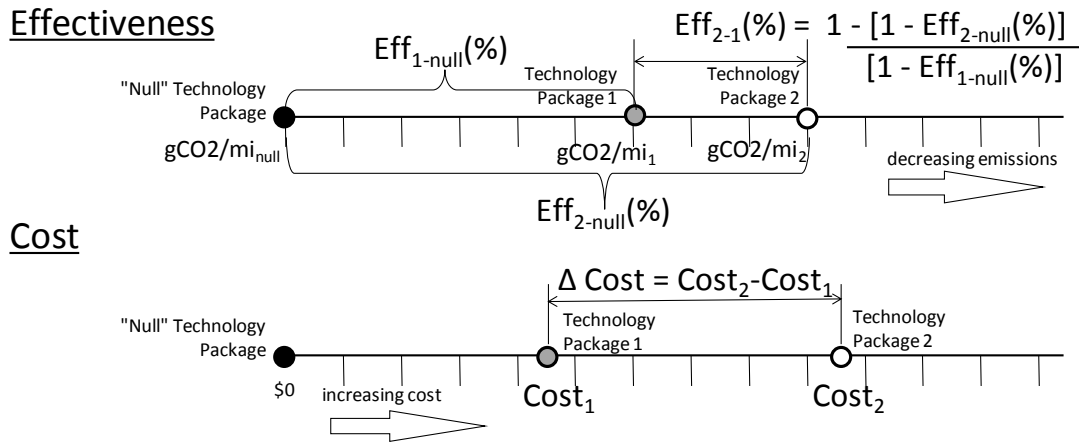 Effectiveness
Eff2-1(%) = 1 - [1 - Eff2-null(%)]
[1 - Eff1-null(%)]
Eff1-null(%)
"Null" Technology
Package
Technology
Package 1
Technology
Package 2
gCO2/minull
gCO2/mi1
gCO2/mi2
decreasing emissions
Eff2-null(%)
Cost
Δ Cost = Cost2-Cost1
"Null" Technology
Package
Technology
Package 1
Technology
Package 2
$0
increasing cost
Cost1
Cost2